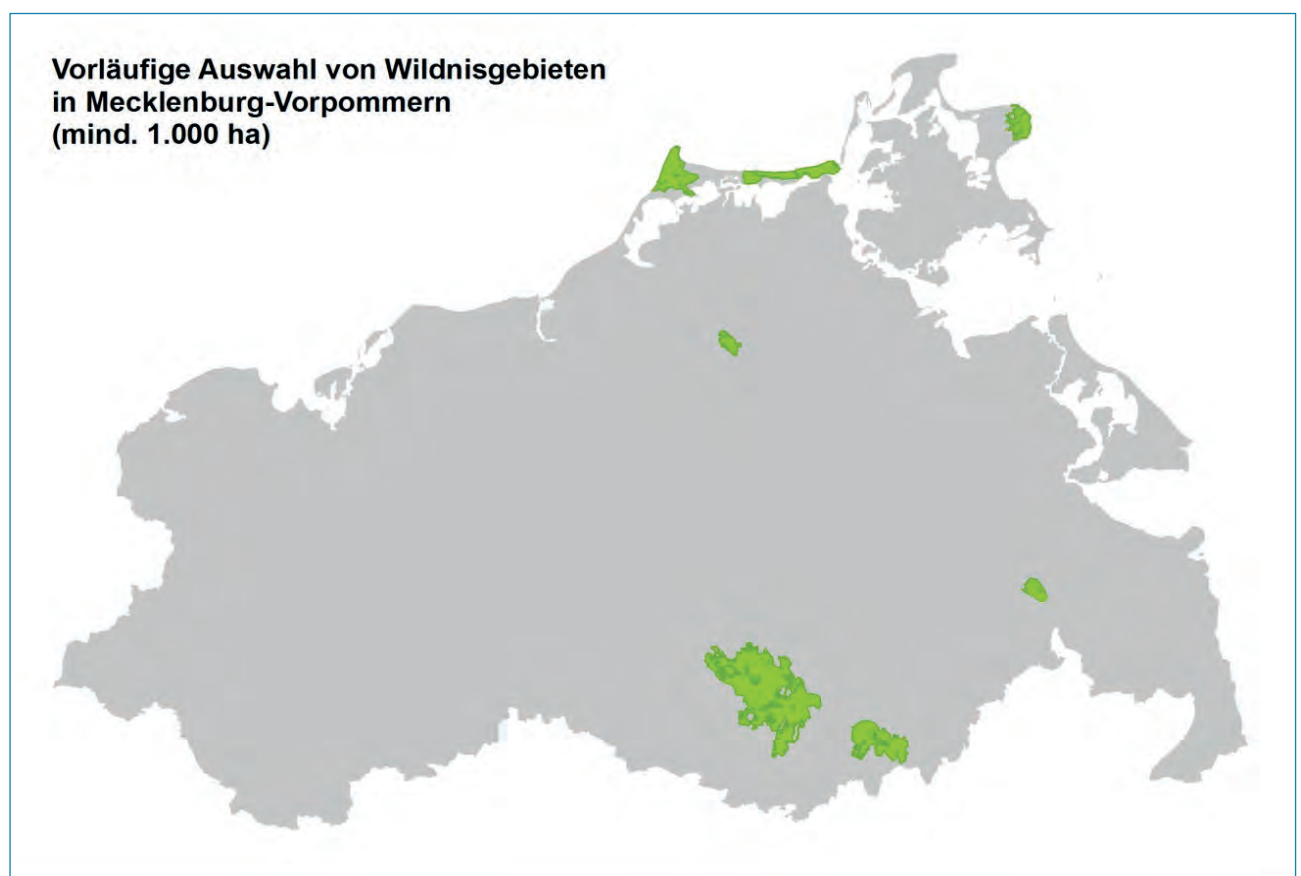 Vorläufige Auswahl von Wildnisgebieten
in Mecklenburg-Vorpommern
(mind. 1.000 ha)